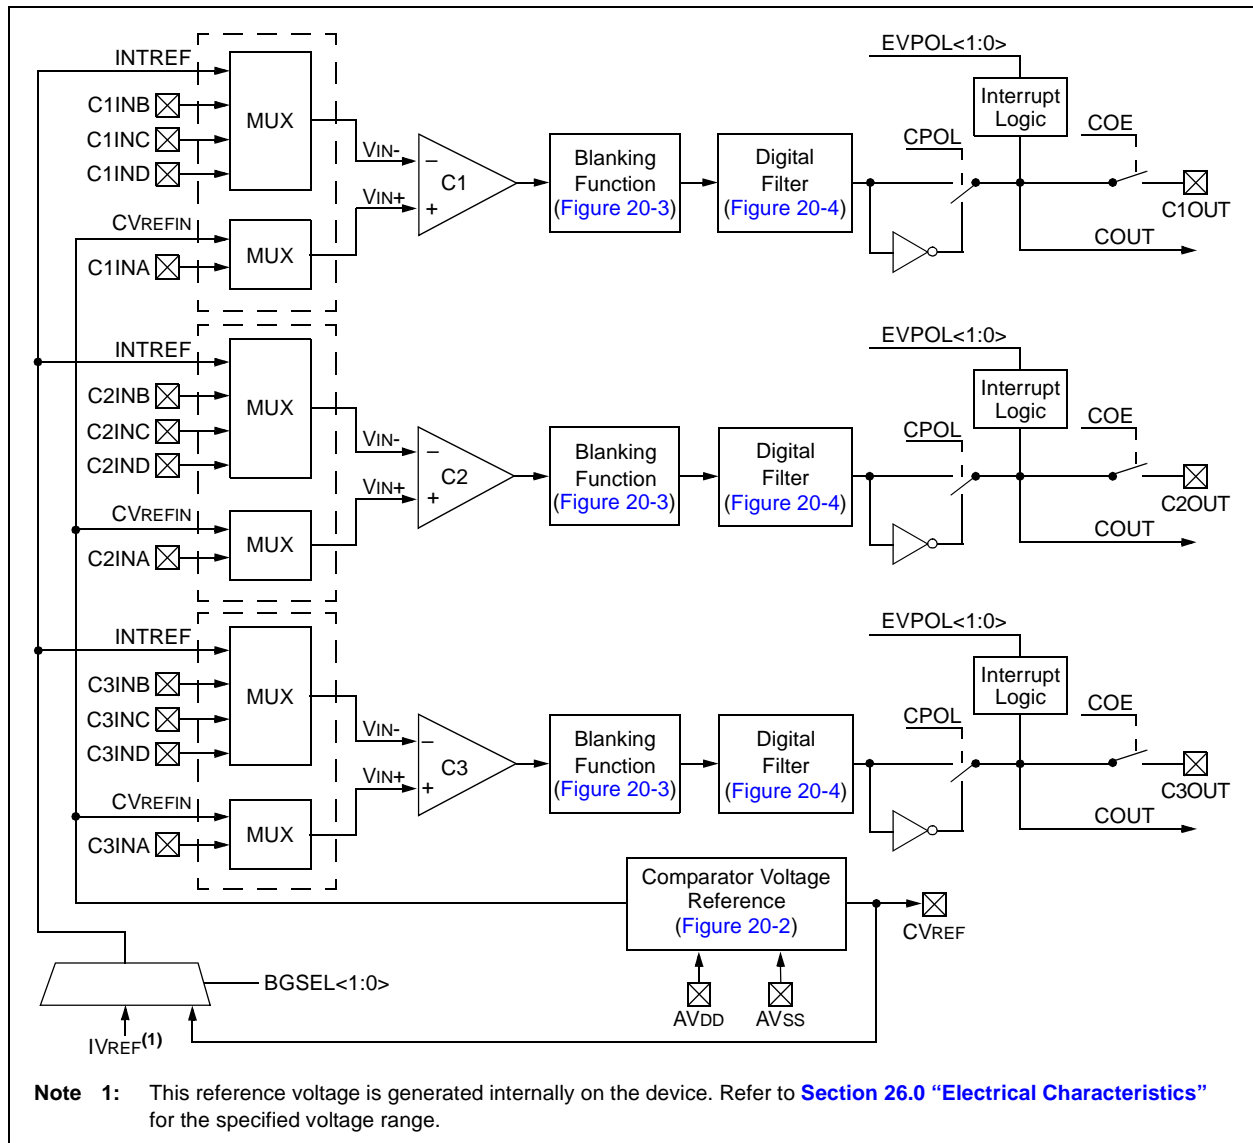 INTREF
C1INB
C1INC
C1IND
MUX
CVREFIN
C1INA
MUX
VIN-
VIN+
–
C1
+
Blanking
Function
(Figure 20-3)
Digital
Filter
(Figure 20-4)
EVPOL<1:0>
Interrupt
Logic
CPOL
COE
C1OUT
COUT
INTREF
C2INB
C2INC
C2IND
MUX
CVREFIN
C2INA
MUX
VIN-
VIN+
–
C2
+
Blanking
Function
(Figure 20-3)
Digital
Filter
(Figure 20-4)
EVPOL<1:0>
Interrupt
Logic
CPOL
COE
C2OUT
COUT
INTREF
C3INB
C3INC
C3IND
MUX
CVREFIN
C3INA
MUX
VIN-
VIN+
–
C3
+
Blanking
Function
(Figure 20-3)
Digital
Filter
(Figure 20-4)
EVPOL<1:0>
Interrupt
Logic
CPOL
COE
C3OUT
COUT
Comparator Voltage
Reference
(Figure 20-2)
CVREF
AVDD
AVSS
BGSEL<1:0>
IVREF(1)
Note 1: This reference voltage is generated internally on the device. Refer to Section 26.0 “Electrical Characteristics”
for the specified voltage range.